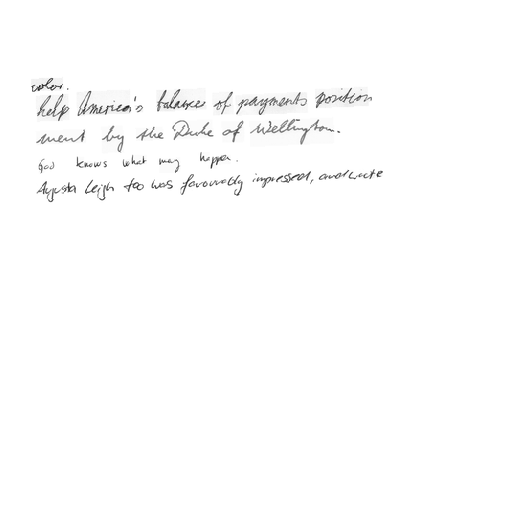 color.
help America's balance of payments position
ment by the Duke of Wellington.
God knows what may happen.
Augusta Leigh too was favourably impressed, and wrote